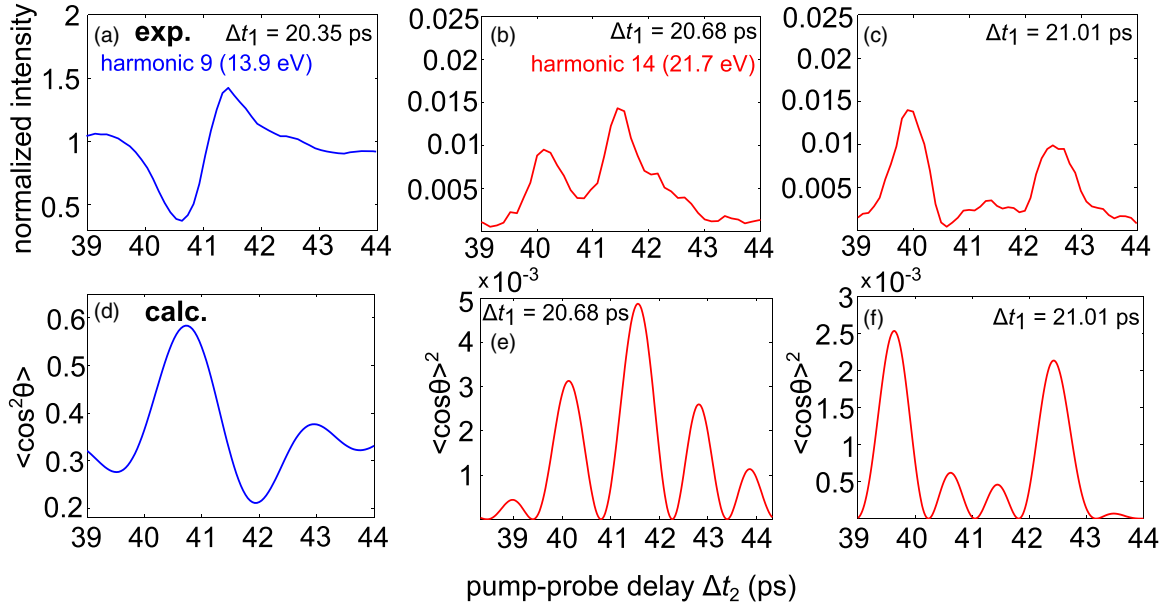 (a) exp. Δt1 = 20.35 ps
harmonic 9 (13.9 eV)
normalized intensity
2
1.5
1
0.5
39 40 41 42 43 44
(b) Δt1 = 20.68 ps
harmonic 14 (21.7 eV)
0.025
0.02
0.015
0.01
0.005
39 40 41 42 43 44
(c) Δt1 = 21.01 ps
0.025
0.02
0.015
0.01
0.005
39 40 41 42 43 44
(d) calc.
<cos²θ>
0.6
0.5
0.4
0.3
0.2
39 40 41 42 43 44
×10⁻³
Δt1 = 20.68 ps
(e)
<cosθ>²
5
4
3
2
1
0
39 40 41 42 43 44
×10⁻³
(f) Δt1 = 21.01 ps
<cosθ>²
3
2.5
2
1.5
1
0.5
0
39 40 41 42 43 44
pump-probe delay Δt2 (ps)